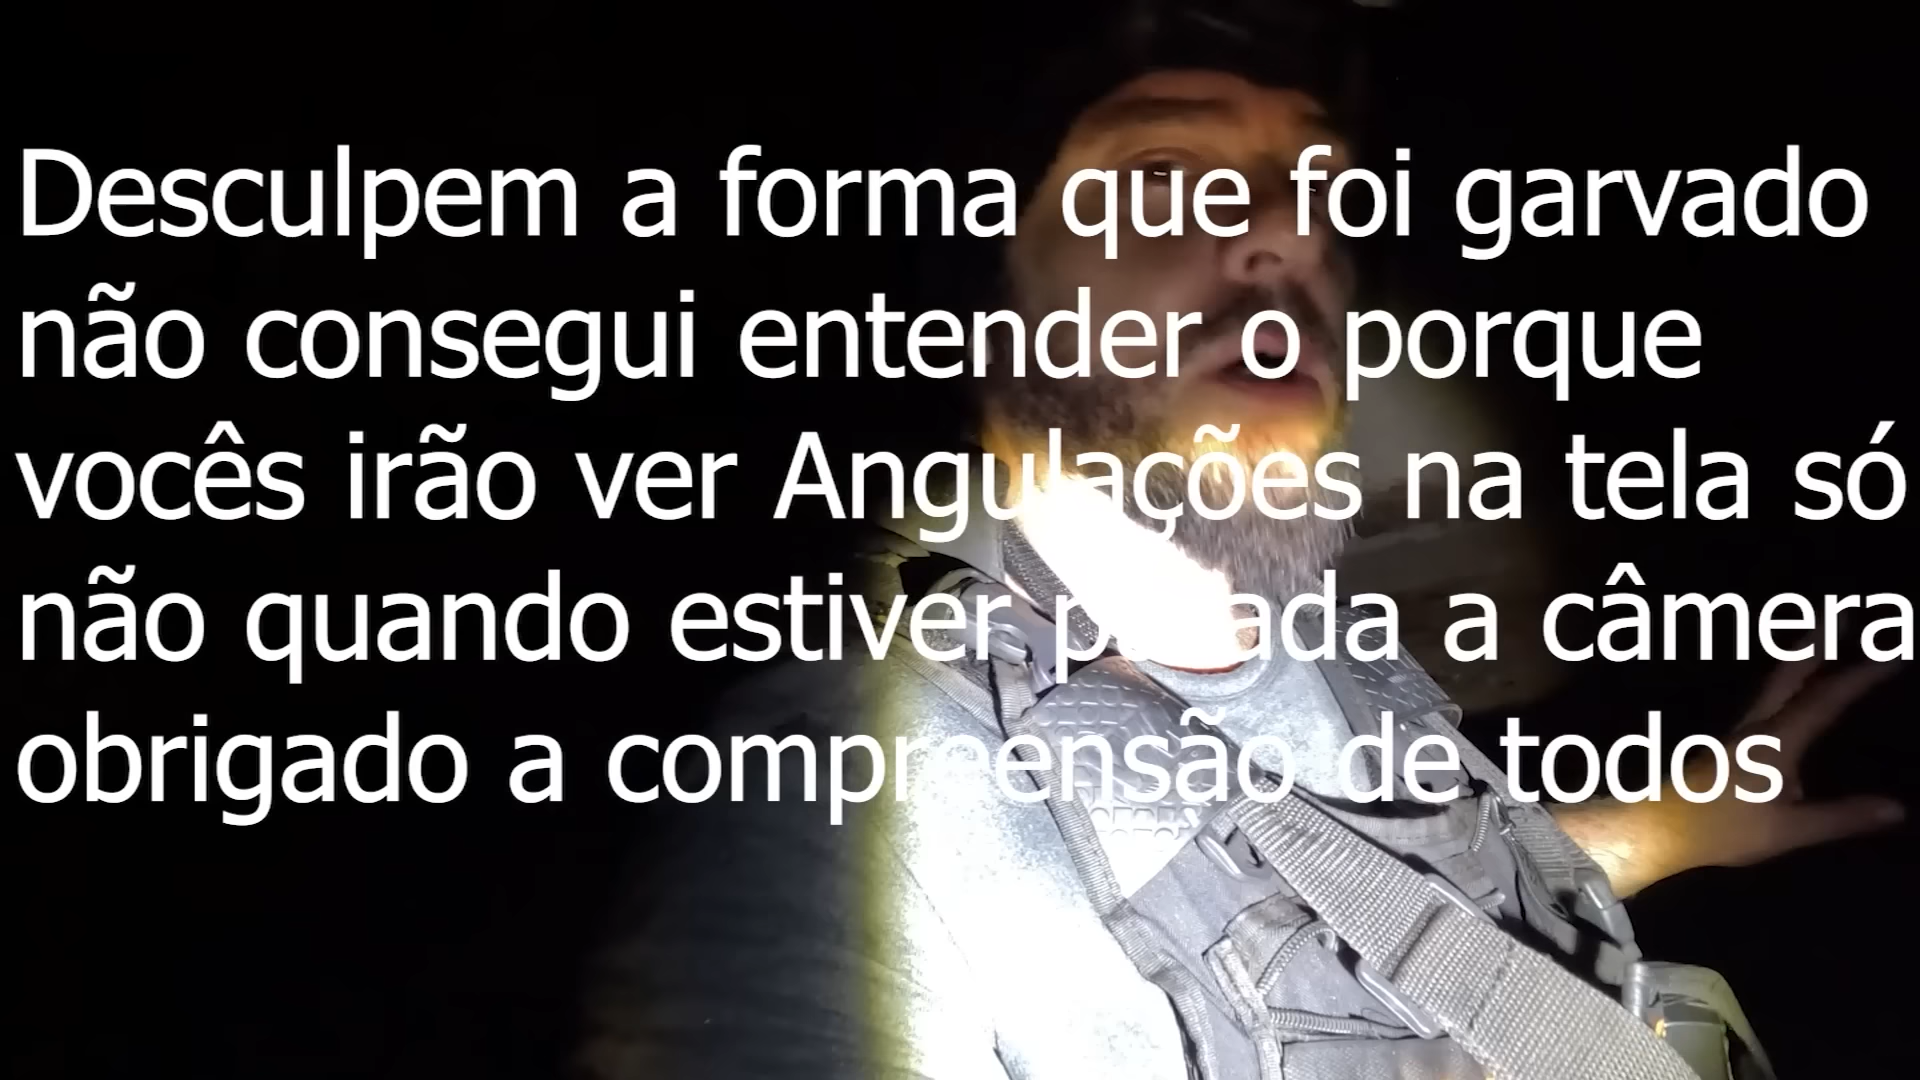 Desculpem a forma que foi garvado
não consegui entender o porque
vocês irão ver Angulações na tela só
não quando estiver parada a câmera
obrigado a compreensão de todos